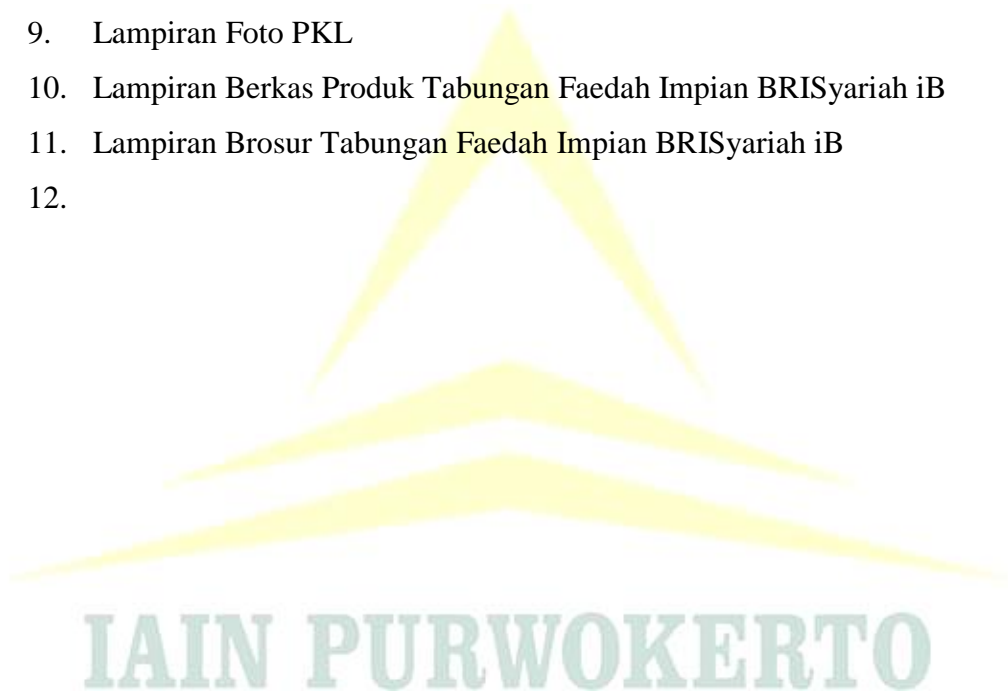 9. Lampiran Foto PKL
10. Lampiran Berkas Produk Tabungan Faedah Impian BRISyariah iB
11. Lampiran Brosur Tabungan Faedah Impian BRISyariah iB
12.
IAIN PURWOKERTO